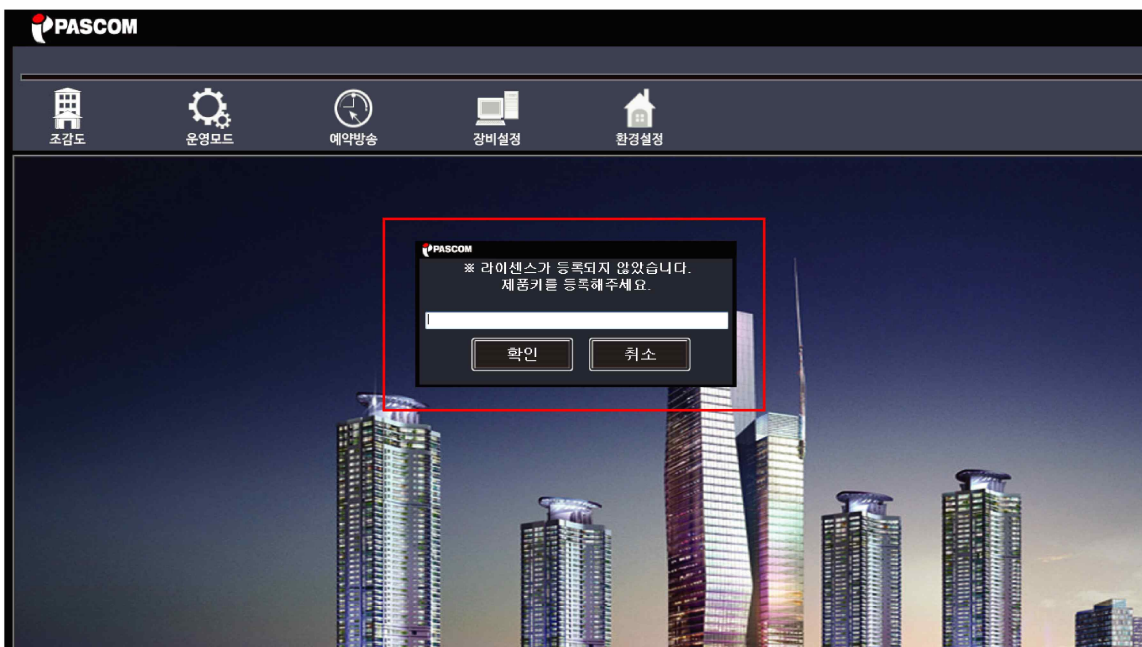 PASCOM
조감도
운영모드
예약방송
장비설정
환경설정
PASCOM
※ 라이센스가 등록되지 않았습니다.
제품키를 등록해주세요.
확인
취소